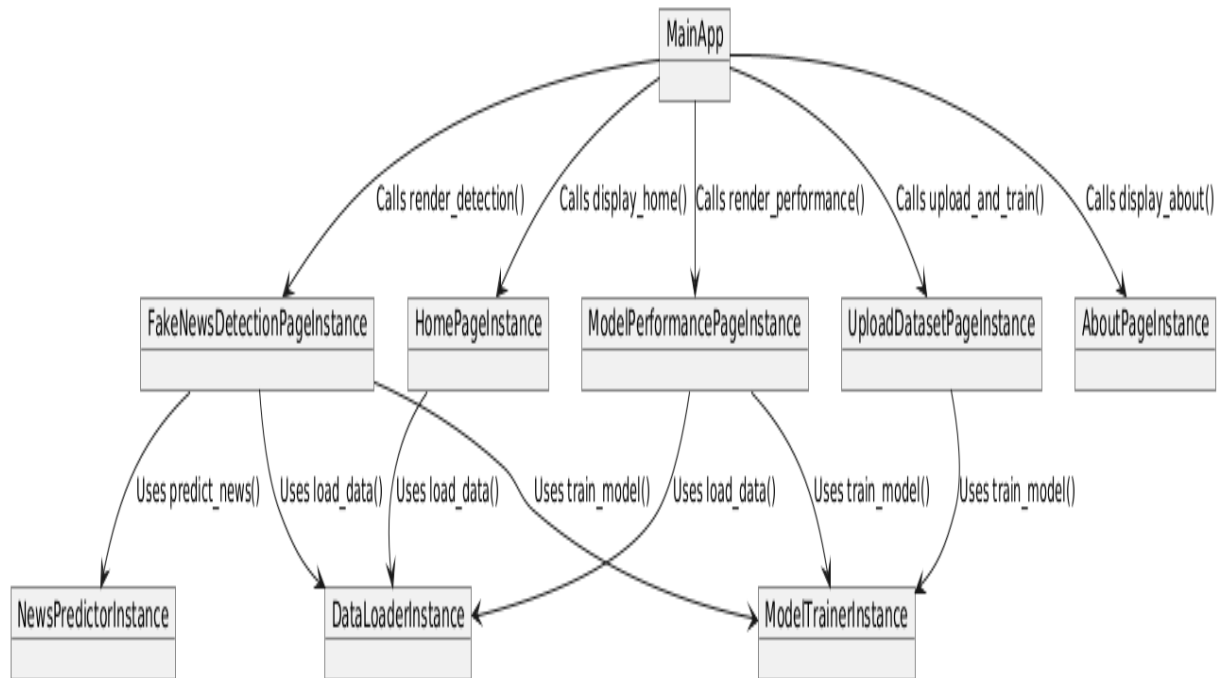 MainApp
Calls render_detection()
Calls display_home()
Calls render_performance()
Calls upload_and_train()
Calls display_about()
FakeNewsDetectionPageInstance
HomePageInstance
ModelPerformancePageInstance
UploadDatasetPageInstance
AboutPageInstance
Uses predict_news()
Uses load_data()
Uses load_data()
Uses train_model()
Uses load_data()
Uses train_model()
Uses train_model()
NewsPredictorInstance
DataLoaderInstance
ModelTrainerInstance